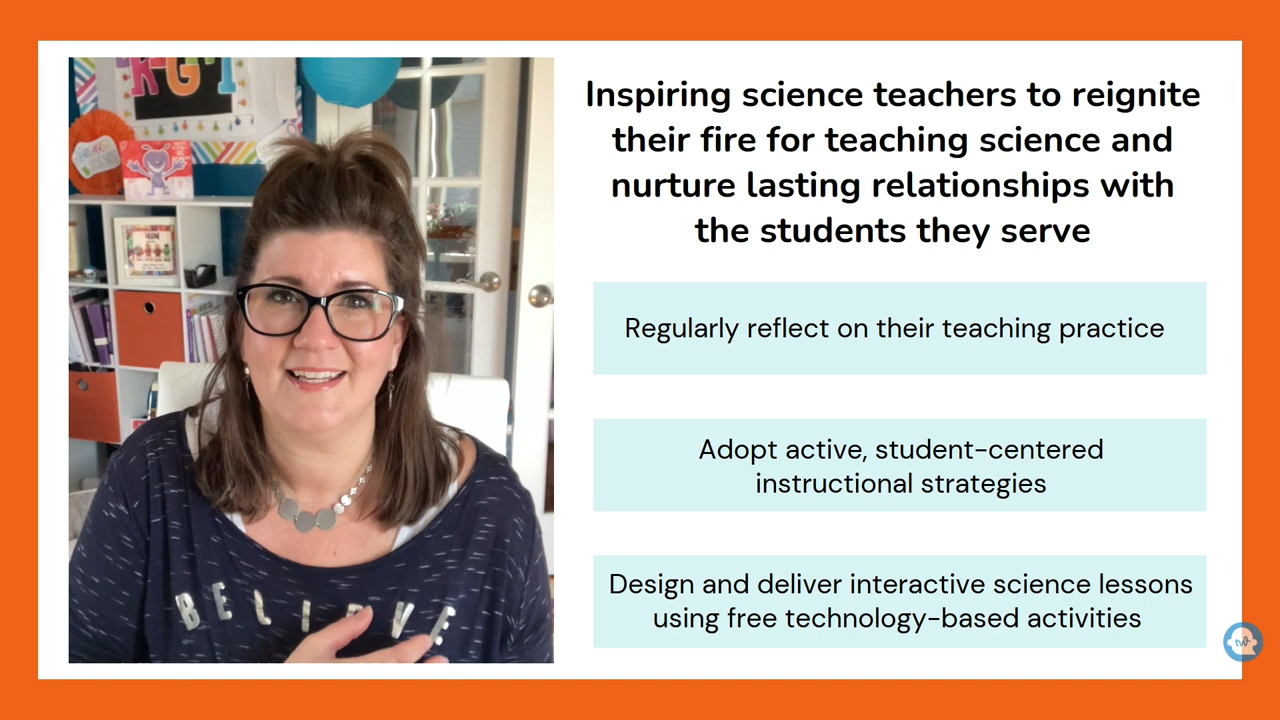 Inspiring science teachers to reignite
their fire for teaching science and
nurture lasting relationships with
the students they serve
Regularly reflect on their teaching practice
Adopt active, student-centered
instructional strategies
Design and deliver interactive science lessons
using free technology-based activities
BELIEVE
tw